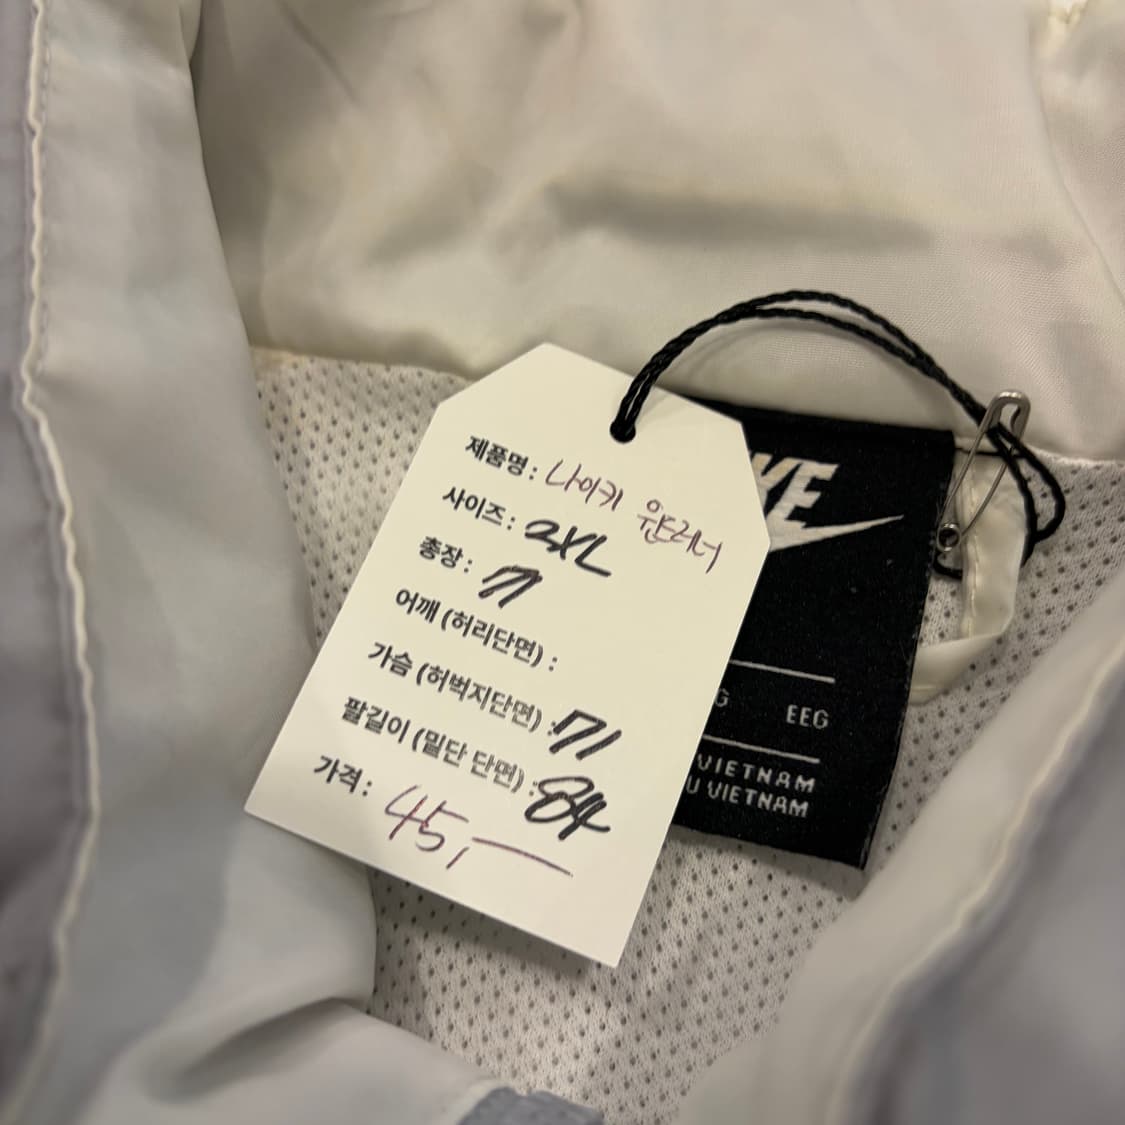 제품명 : 나이키 윈드러너
사이즈 : 2XL
총장 : 71
어깨 (허리단면) :
가슴 (허벅지단면) : 71
팔길이 (밑단 단면) : 84
가격 : 45,—
KE
G EEG
VIETNAM
U VIETNAM